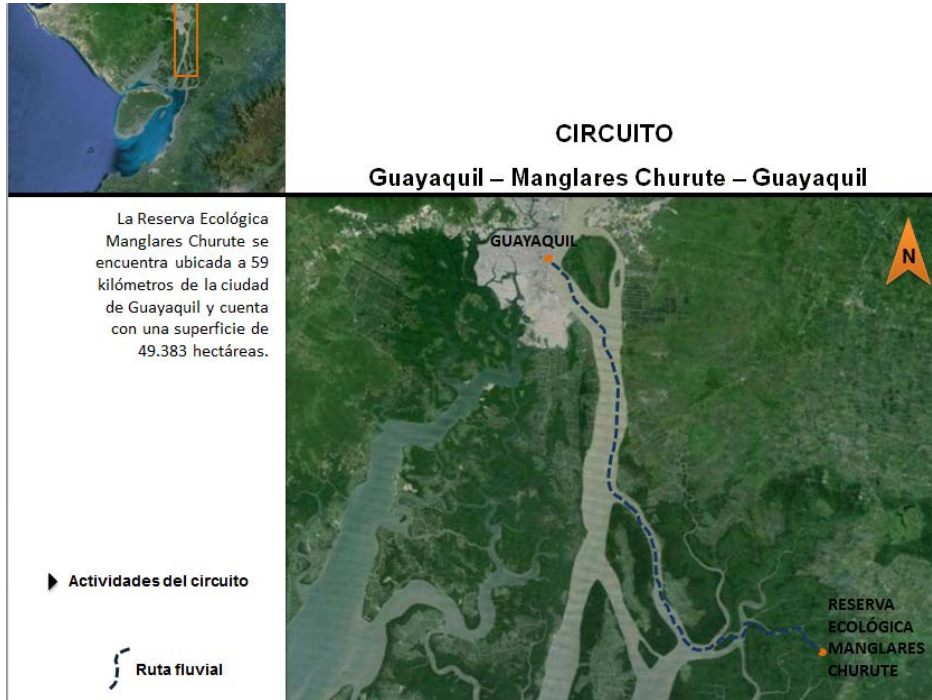 CIRCUITO
Guayaquil – Manglares Churute – Guayaquil
La Reserva Ecológica
Manglares Churute se
encuentra ubicada a 59
kilómetros de la ciudad
de Guayaquil y cuenta
con una superficie de
49.383 hectáreas.
GUAYAQUIL
N
Actividades del circuito
Ruta fluvial
RESERVA
ECOLÓGICA
MANGLARES
CHURUTE